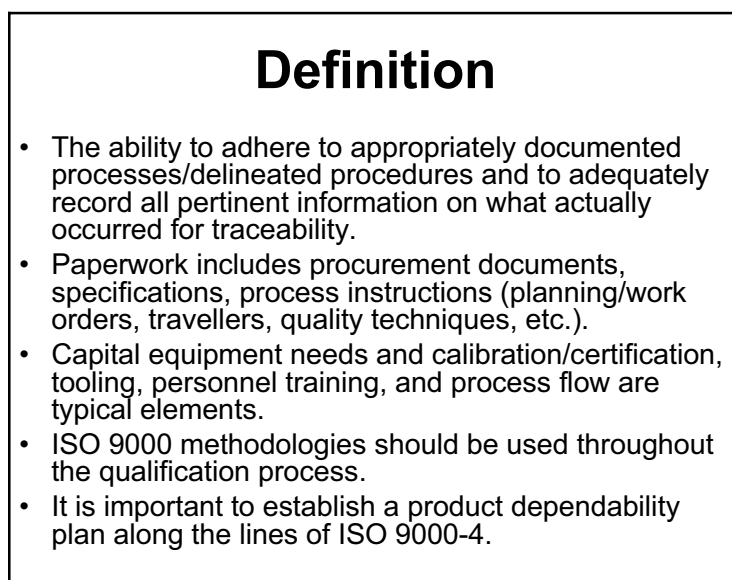 Definition
• The ability to adhere to appropriately documented
processes/delineated procedures and to adequately
record all pertinent information on what actually
occurred for traceability.
• Paperwork includes procurement documents,
specifications, process instructions (planning/work
orders, travellers, quality techniques, etc.).
• Capital equipment needs and calibration/certification,
tooling, personnel training, and process flow are
typical elements.
• ISO 9000 methodologies should be used throughout
the qualification process.
• It is important to establish a product dependability
plan along the lines of ISO 9000-4.